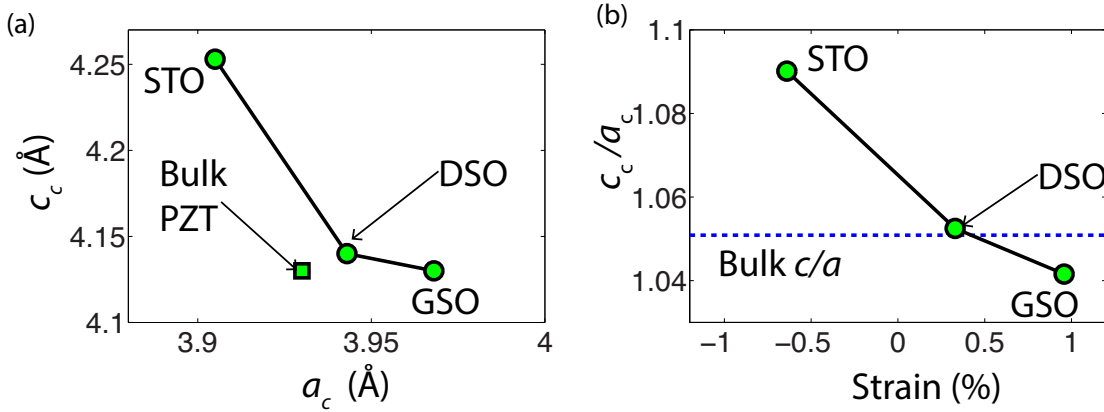 (a)
4.25
4.2
4.15
4.1
c_c (Å)
STO
Bulk
PZT
DSO
GSO
3.9
3.95
4
a_c (Å)
(b)
1.1
1.08
1.06
1.04
c_c/a_c
STO
DSO
Bulk c/a
GSO
−1
−0.5
0
0.5
1
Strain (%)